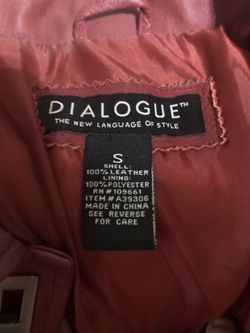 DIALOGUE™
THE NEW LANGUAGE OF STYLE
S
SHELL:
100% LEATHER
LINING:
100% POLYESTER
RN# 109661
ITEM # A39306
MADE IN CHINA
SEE REVERSE
FOR CARE